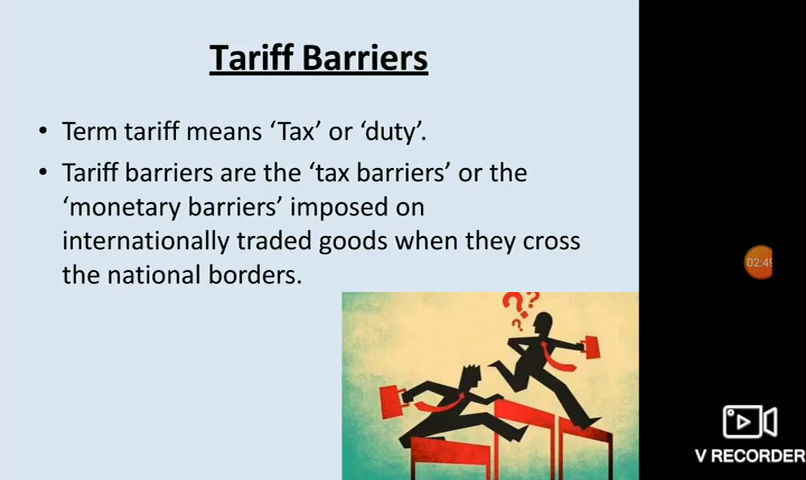 Tariff Barriers
• Term tariff means ‘Tax’ or ‘duty’.
• Tariff barriers are the ‘tax barriers’ or the
‘monetary barriers’ imposed on
internationally traded goods when they cross
the national borders.
???
02:49
V RECORDER